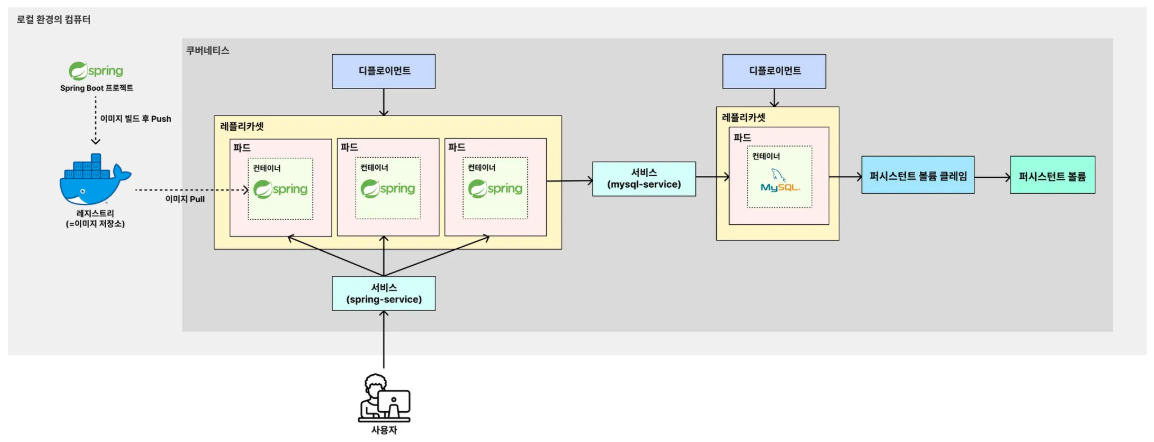 로컬 환경의 컴퓨터
쿠버네티스
spring
Spring Boot 프로젝트
이미지 빌드 후 Push
레지스트리
(=이미지 저장소)
이미지 Pull
디플로이먼트
레플리카셋
파드
컨테이너
spring
파드
컨테이너
spring
파드
컨테이너
spring
서비스
(spring-service)
사용자
서비스
(mysql-service)
디플로이먼트
레플리카셋
파드
컨테이너
MySQL
퍼시스턴트 볼륨 클레임
퍼시스턴트 볼륨